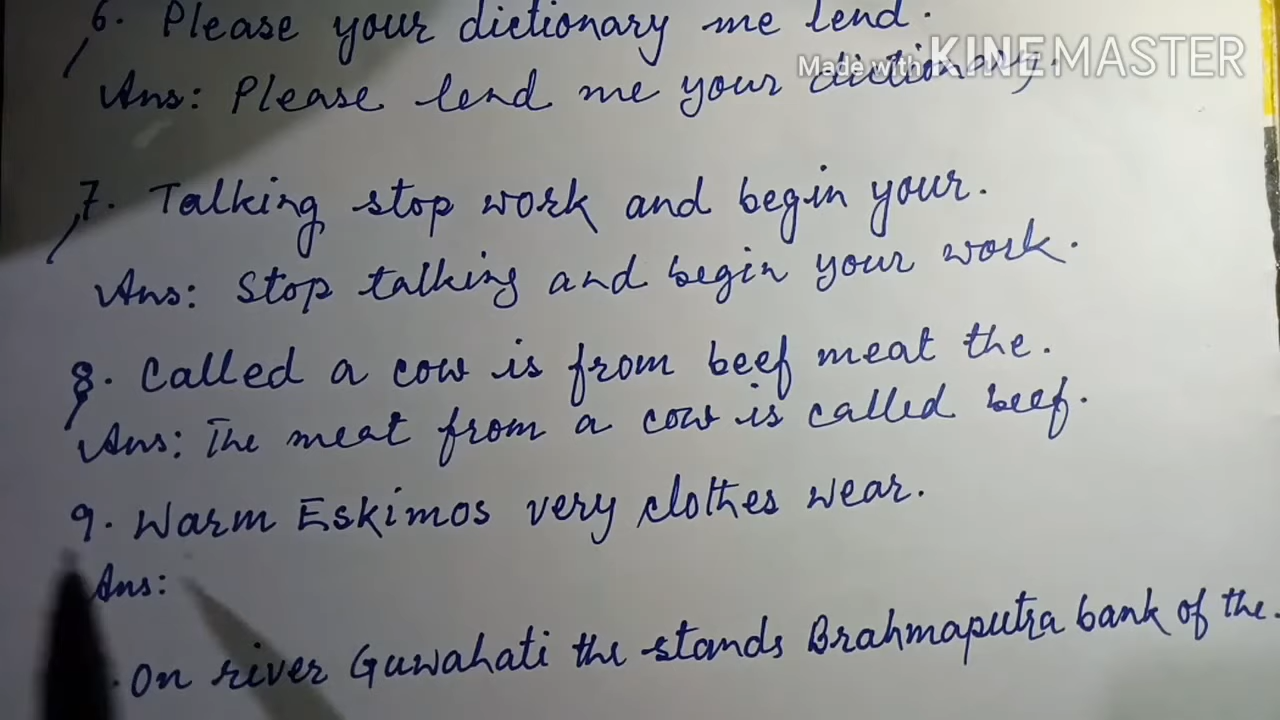 6. Please your dictionary me lend.
Made with KINEMASTER
Ans: Please lend me your dictionary.
7. Talking stop work and begin your.
Ans: Stop talking and begin your work.
8. Called a cow is from beef meat the.
Ans: The meat from a cow is called beef.
9. Warm Eskimos very clothes wear.
Ans:
. On river Guwahati the stands Brahmaputra bank of the.